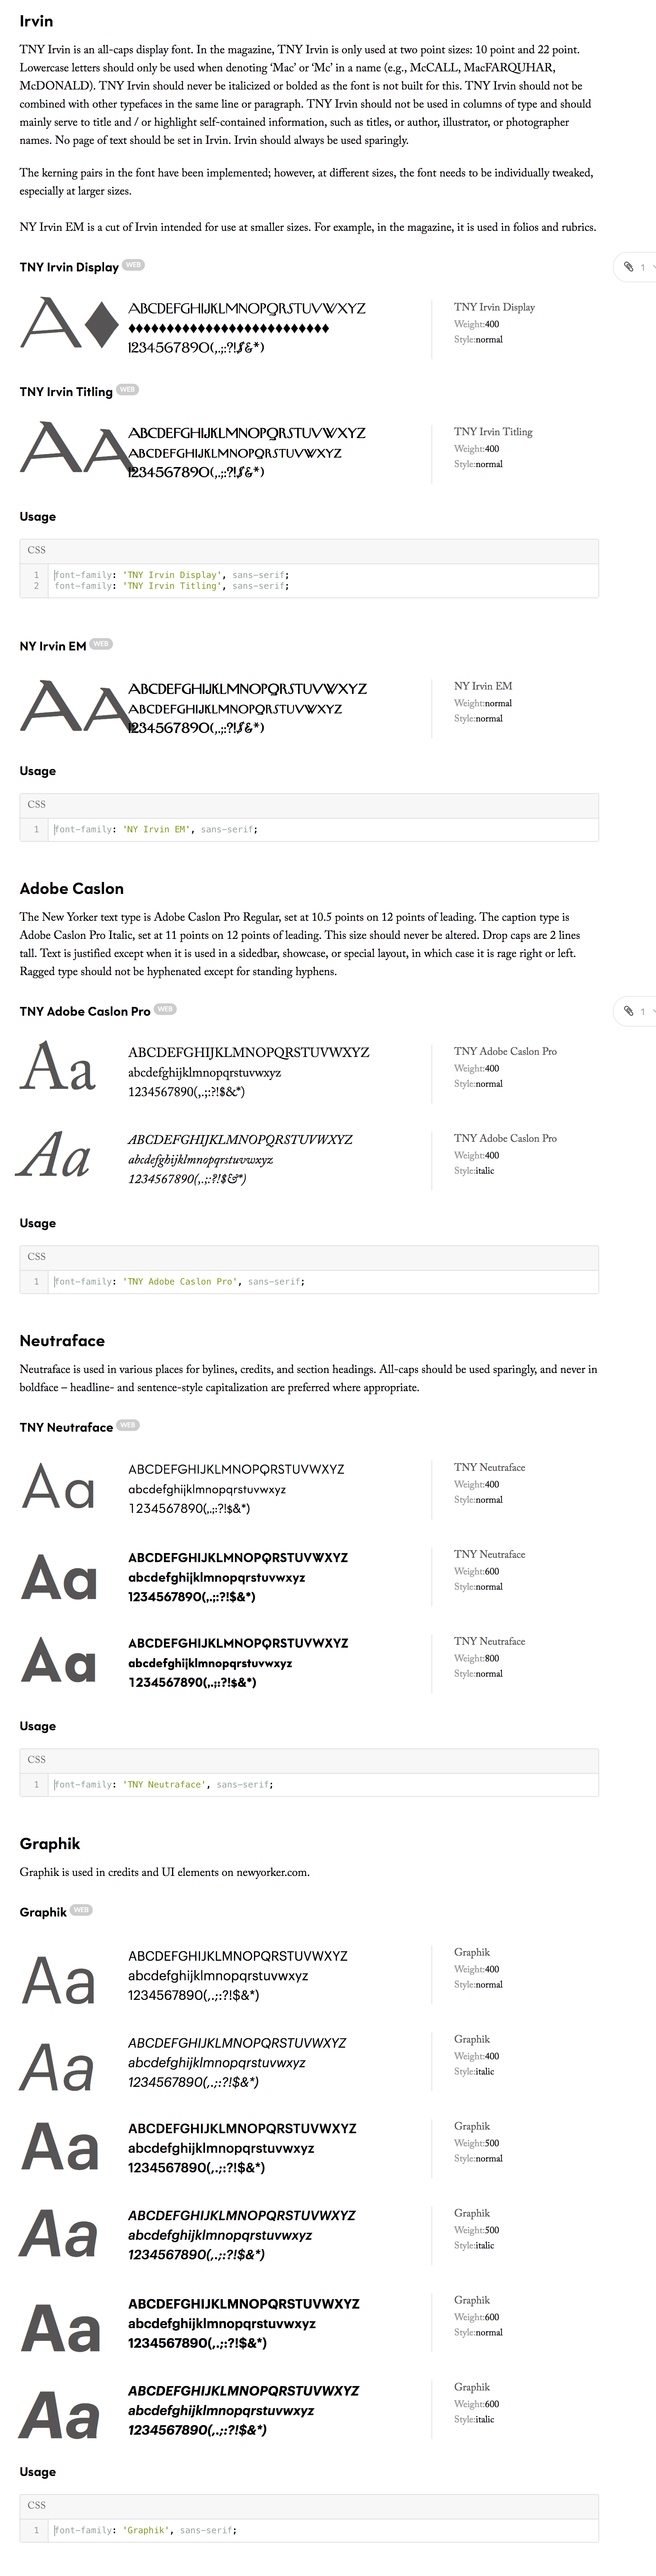 Irvin
TNY Irvin is an all-caps display font. In the magazine, TNY Irvin is only used at two point sizes: 10 point and 22 point.
Lowercase letters should only be used when denoting ‘Mac’ or ‘Mc’ in a name (e.g., McCALL, MacFARQUHAR,
McDONALD). TNY Irvin should never be italicized or bolded as the font is not built for this. TNY Irvin should not be
combined with other typefaces in the same line or paragraph. TNY Irvin should not be used in columns of type and should
mainly serve to title and / or highlight self-contained information, such as titles, or author, illustrator, or photographer
names. No page of text should be set in Irvin. Irvin should always be used sparingly.
The kerning pairs in the font have been implemented; however, at different sizes, the font needs to be individually tweaked,
especially at larger sizes.
NY Irvin EM is a cut of Irvin intended for use at smaller sizes. For example, in the magazine, it is used in folios and rubrics.
TNY Irvin Display WEB
1
A♦
ABCDEFGHIJKLMNOPQRSTUVWXYZ
♦♦♦♦♦♦♦♦♦♦♦♦♦♦♦♦♦♦♦♦♦♦♦♦♦♦
1234567890(,.;:?!$&*)
TNY Irvin Display
Weight:400
Style:normal
TNY Irvin Titling WEB
AA
ABCDEFGHIJKLMNOPQRSTUVWXYZ
ABCDEFGHIJKLMNOPQRSTUVWXYZ
1234567890(,.;:?!$&*)
TNY Irvin Titling
Weight:400
Style:normal
Usage
CSS
1 font-family: 'TNY Irvin Display', sans-serif;
2 font-family: 'TNY Irvin Titling', sans-serif;
NY Irvin EM WEB
AA
ABCDEFGHIJKLMNOPQRSTUVWXYZ
ABCDEFGHIJKLMNOPQRSTUVWXYZ
1234567890(,.;:?!$&*)
NY Irvin EM
Weight:normal
Style:normal
Usage
CSS
1 font-family: 'NY Irvin EM', sans-serif;
Adobe Caslon
The New Yorker text type is Adobe Caslon Pro Regular, set at 10.5 points on 12 points of leading. The caption type is
Adobe Caslon Pro Italic, set at 11 points on 12 points of leading. This size should never be altered. Drop caps are 2 lines
tall. Text is justified except when it is used in a sidedbar, showcase, or special layout, in which case it is rage right or left.
Ragged type should not be hyphenated except for standing hyphens.
TNY Adobe Caslon Pro WEB
1
Aa
ABCDEFGHIJKLMNOPQRSTUVWXYZ
abcdefghijklmnopqrstuvwxyz
1234567890(,.;:?!$&*)
TNY Adobe Caslon Pro
Weight:400
Style:normal
Aa
ABCDEFGHIJKLMNOPQRSTUVWXYZ
abcdefghijklmnopqrstuvwxyz
1234567890(,.;:?!$&*)
TNY Adobe Caslon Pro
Weight:400
Style:italic
Usage
CSS
1 font-family: 'TNY Adobe Caslon Pro', sans-serif;
Neutraface
Neutraface is used in various places for bylines, credits, and section headings. All-caps should be used sparingly, and never in
boldface – headline- and sentence-style capitalization are preferred where appropriate.
TNY Neutraface WEB
Aa
ABCDEFGHIJKLMNOPQRSTUVWXYZ
abcdefghijklmnopqrstuvwxyz
1234567890(,.;:?!$&*)
TNY Neutraface
Weight:400
Style:normal
Aa
ABCDEFGHIJKLMNOPQRSTUVWXYZ
abcdefghijklmnopqrstuvwxyz
1234567890(,.;:?!$&*)
TNY Neutraface
Weight:600
Style:normal
Aa
ABCDEFGHIJKLMNOPQRSTUVWXYZ
abcdefghijklmnopqrstuvwxyz
1234567890(,.;:?!$&*)
TNY Neutraface
Weight:800
Style:normal
Usage
CSS
1 font-family: 'TNY Neutraface', sans-serif;
Graphik
Graphik is used in credits and UI elements on newyorker.com.
Graphik WEB
Aa
ABCDEFGHIJKLMNOPQRSTUVWXYZ
abcdefghijklmnopqrstuvwxyz
1234567890(,.;:?!$&*)
Graphik
Weight:400
Style:normal
Aa
ABCDEFGHIJKLMNOPQRSTUVWXYZ
abcdefghijklmnopqrstuvwxyz
1234567890(,.;:?!$&*)
Graphik
Weight:400
Style:italic
Aa
ABCDEFGHIJKLMNOPQRSTUVWXYZ
abcdefghijklmnopqrstuvwxyz
1234567890(,.;:?!$&*)
Graphik
Weight:500
Style:normal
Aa
ABCDEFGHIJKLMNOPQRSTUVWXYZ
abcdefghijklmnopqrstuvwxyz
1234567890(,.;:?!$&*)
Graphik
Weight:500
Style:italic
Aa
ABCDEFGHIJKLMNOPQRSTUVWXYZ
abcdefghijklmnopqrstuvwxyz
1234567890(,.;:?!$&*)
Graphik
Weight:600
Style:normal
Aa
ABCDEFGHIJKLMNOPQRSTUVWXYZ
abcdefghijklmnopqrstuvwxyz
1234567890(,.;:?!$&*)
Graphik
Weight:600
Style:italic
Usage
CSS
1 font-family: 'Graphik', sans-serif;